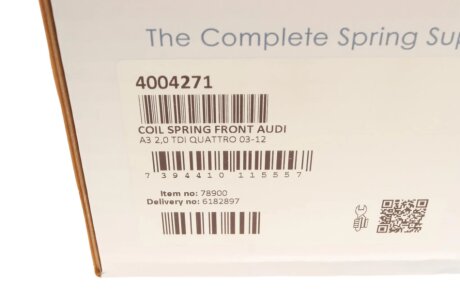 The Complete Spring Sup
4004271
COIL SPRING FRONT AUDI
A3 2,0 TDI QUATTRO 03-12
7 394410 115557
Item no: 78900
Delivery no: 6182897